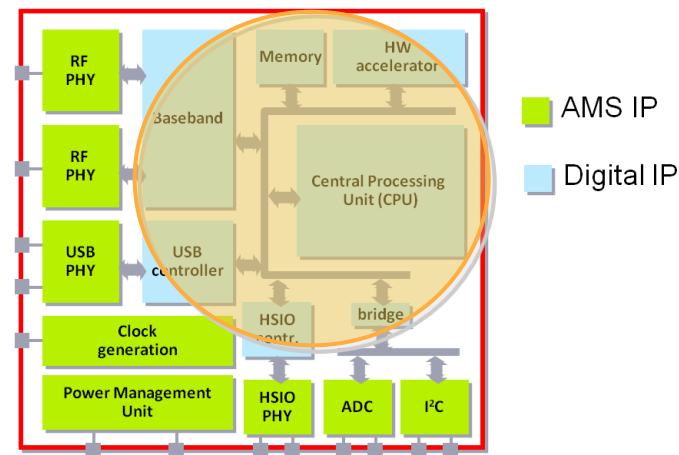 RF
PHY
Baseband
Memory
HW
accelerator
RF
PHY
Central Processing
Unit (CPU)
USB
PHY
USB
controller
Clock
generation
HSIO
contr.
bridge
Power Management
Unit
HSIO
PHY
ADC
I²C
AMS IP
Digital IP